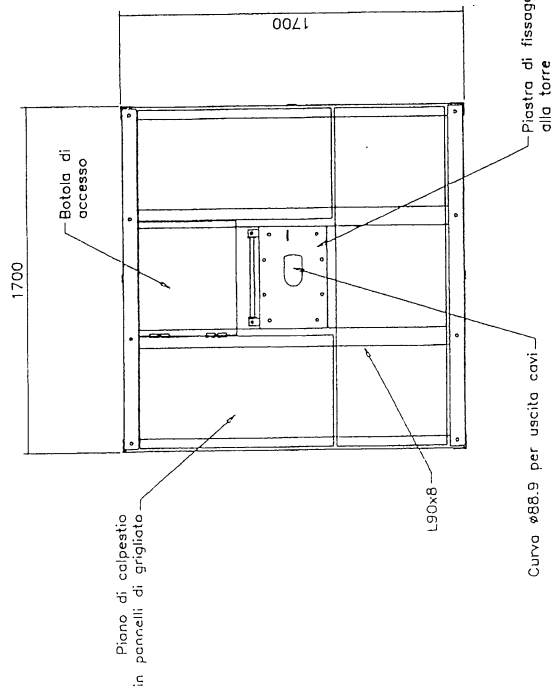 1700
1700
Botola di
accesso
Piano di calpestio
in pannelli di grigliato
L90x8
Curva ø88.9 per uscita cavi
Piastra di
alla torre